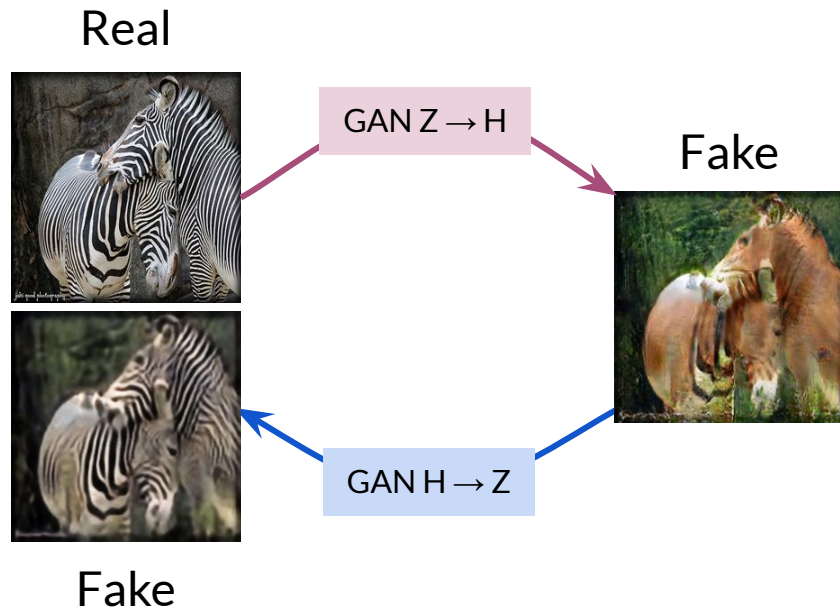 Real
GAN Z → H
Fake
GAN H → Z
Fake